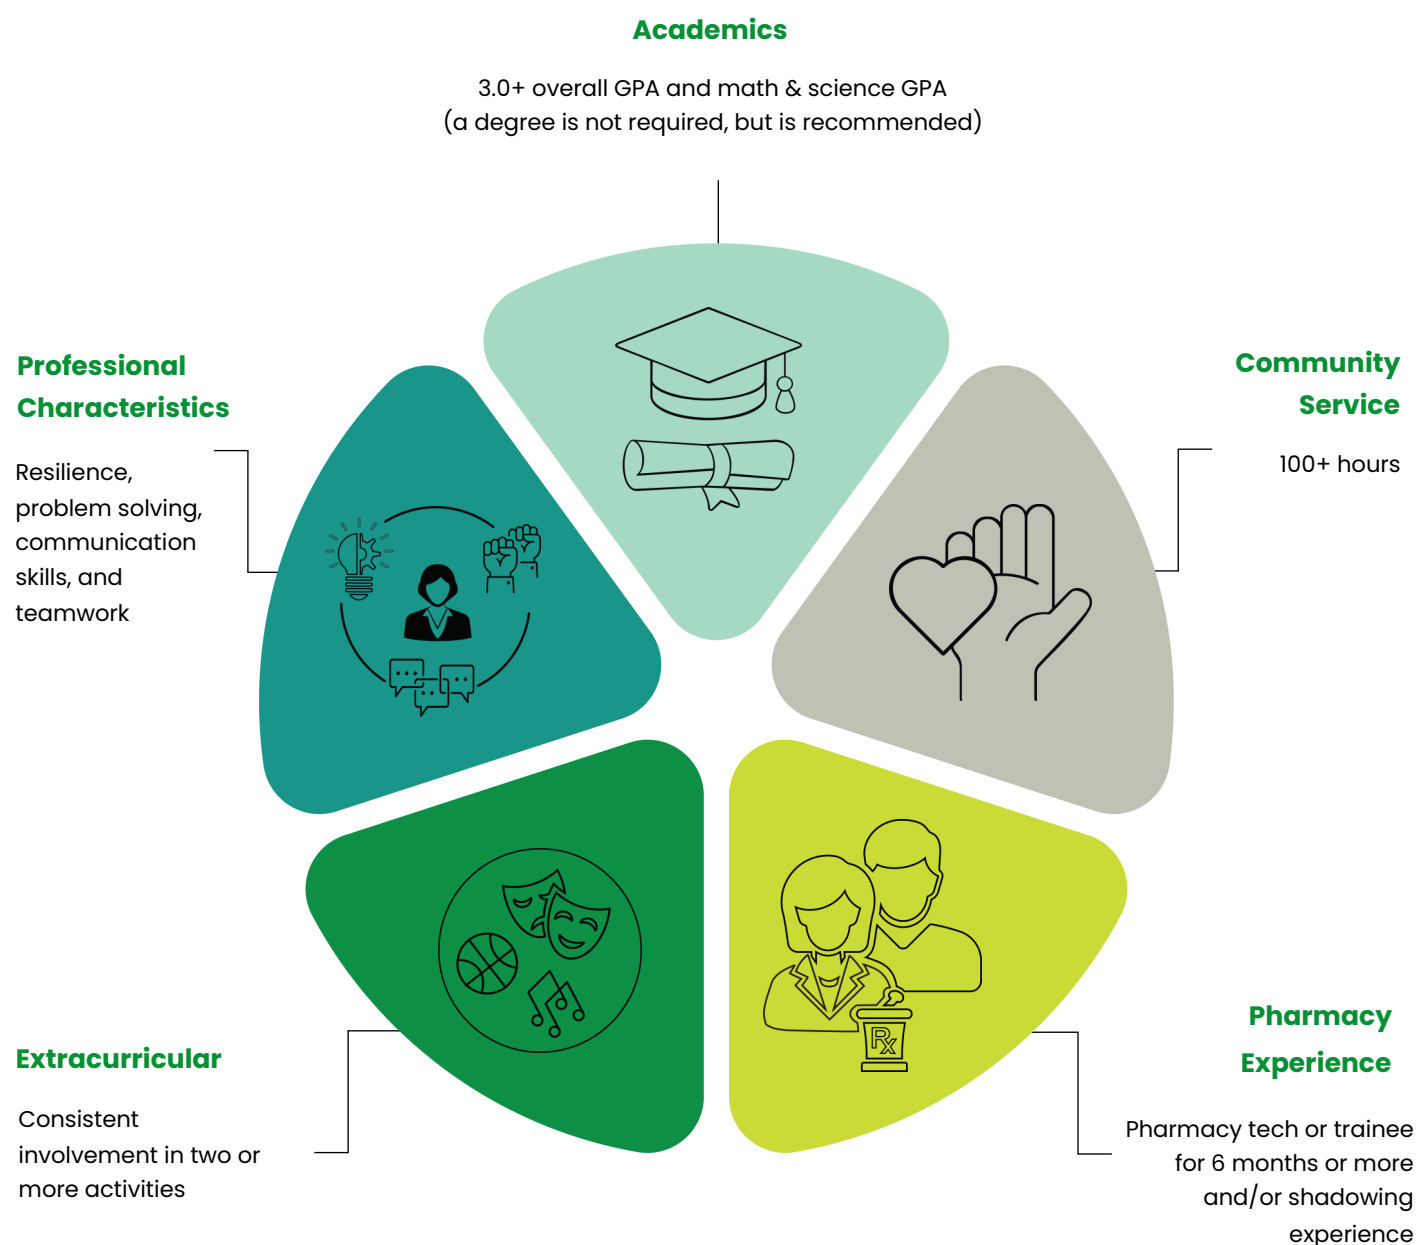 Academics
3.0+ overall GPA and math & science GPA
(a degree is not required, but is recommended)
Professional
Characteristics
Resilience,
problem solving,
communication
skills, and
teamwork
Community
Service
100+ hours
Rx
Extracurricular
Consistent
involvement in two or
more activities
Pharmacy
Experience
Pharmacy tech or trainee
for 6 months or more
and/or shadowing
experience